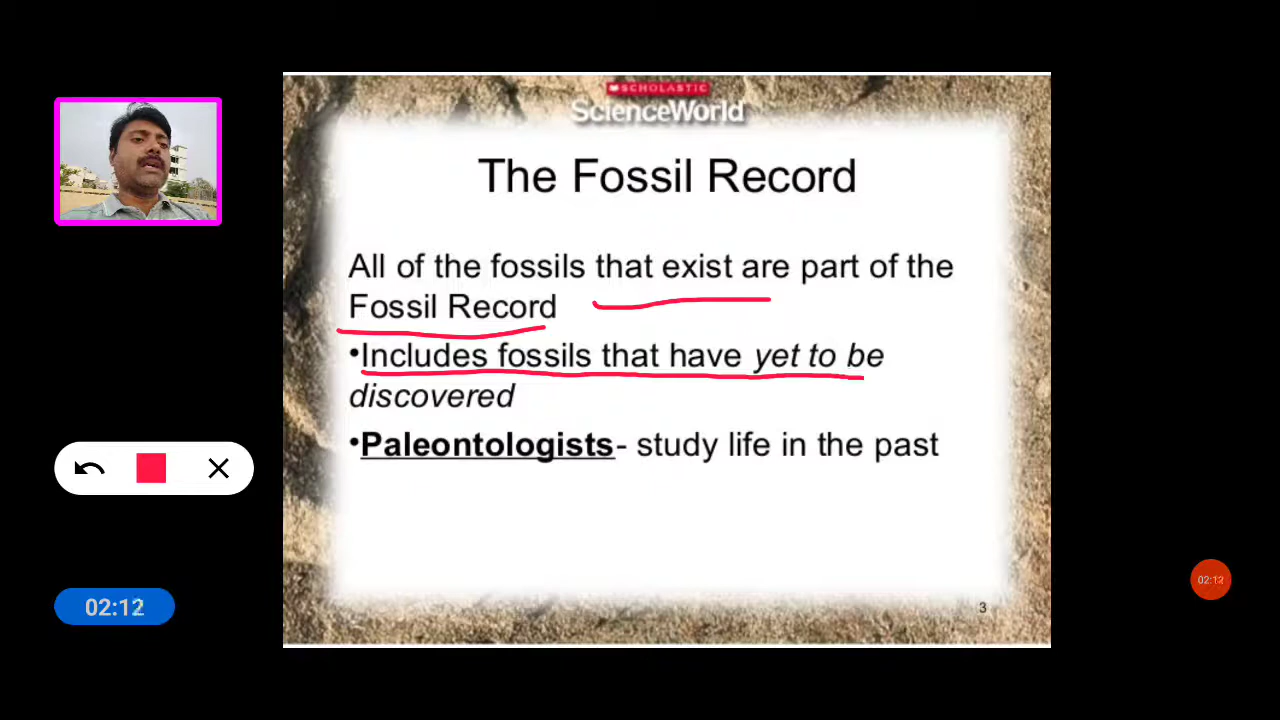 SCHOLASTIC
ScienceWorld
The Fossil Record
All of the fossils that exist are part of the
Fossil Record
•Includes fossils that have yet to be
discovered
•Paleontologists- study life in the past
02:12
02:12
3